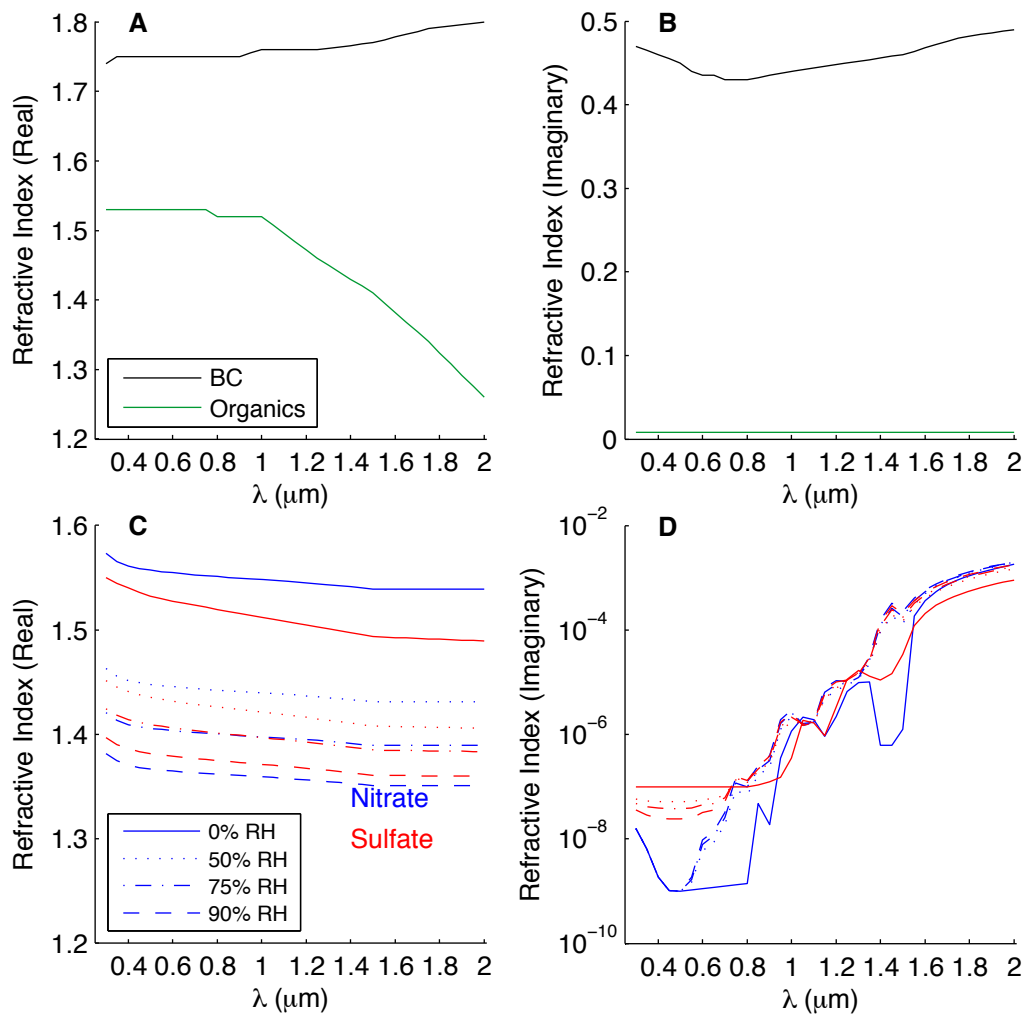 A
Refractive Index (Real)
1.8
1.7
1.6
1.5
1.4
1.3
1.2
BC
Organics
0.4 0.6 0.8 1 1.2 1.4 1.6 1.8 2
λ (μm)
B
Refractive Index (Imaginary)
0.5
0.4
0.3
0.2
0.1
0
0.4 0.6 0.8 1 1.2 1.4 1.6 1.8 2
λ (μm)
C
Refractive Index (Real)
1.6
1.5
1.4
1.3
1.2
Nitrate
Sulfate
0% RH
50% RH
75% RH
90% RH
0.4 0.6 0.8 1 1.2 1.4 1.6 1.8 2
λ (μm)
D
Refractive Index (Imaginary)
10⁻²
10⁻⁴
10⁻⁶
10⁻⁸
10⁻¹⁰
0.4 0.6 0.8 1 1.2 1.4 1.6 1.8 2
λ (μm)